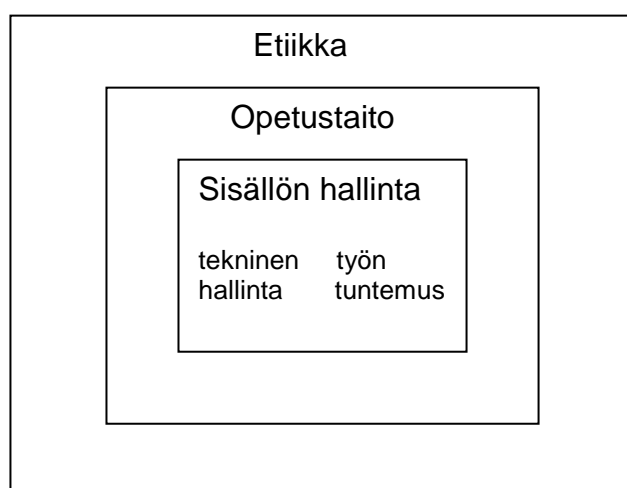 Etiikka
Opetustaito
Sisällön hallinta
tekninen työn
hallinta tuntemus